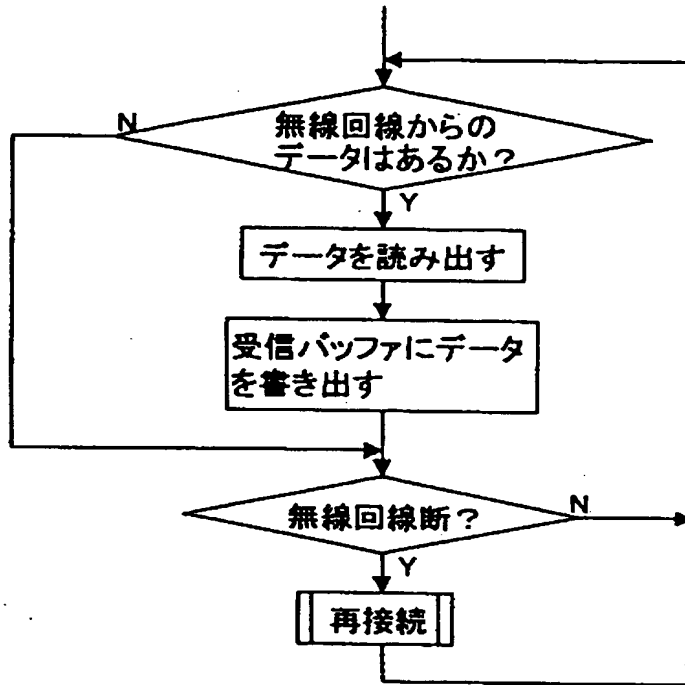 無線回線からの
N
データはあるか?
Y
データを読み出す
受信バッファにデータ
を書き出す
無線回線断?
N
Y
再接続